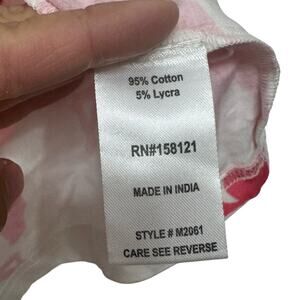 95% Cotton
5% Lycra
RN#158121
MADE IN INDIA
STYLE # M2061
CARE SEE REVERSE